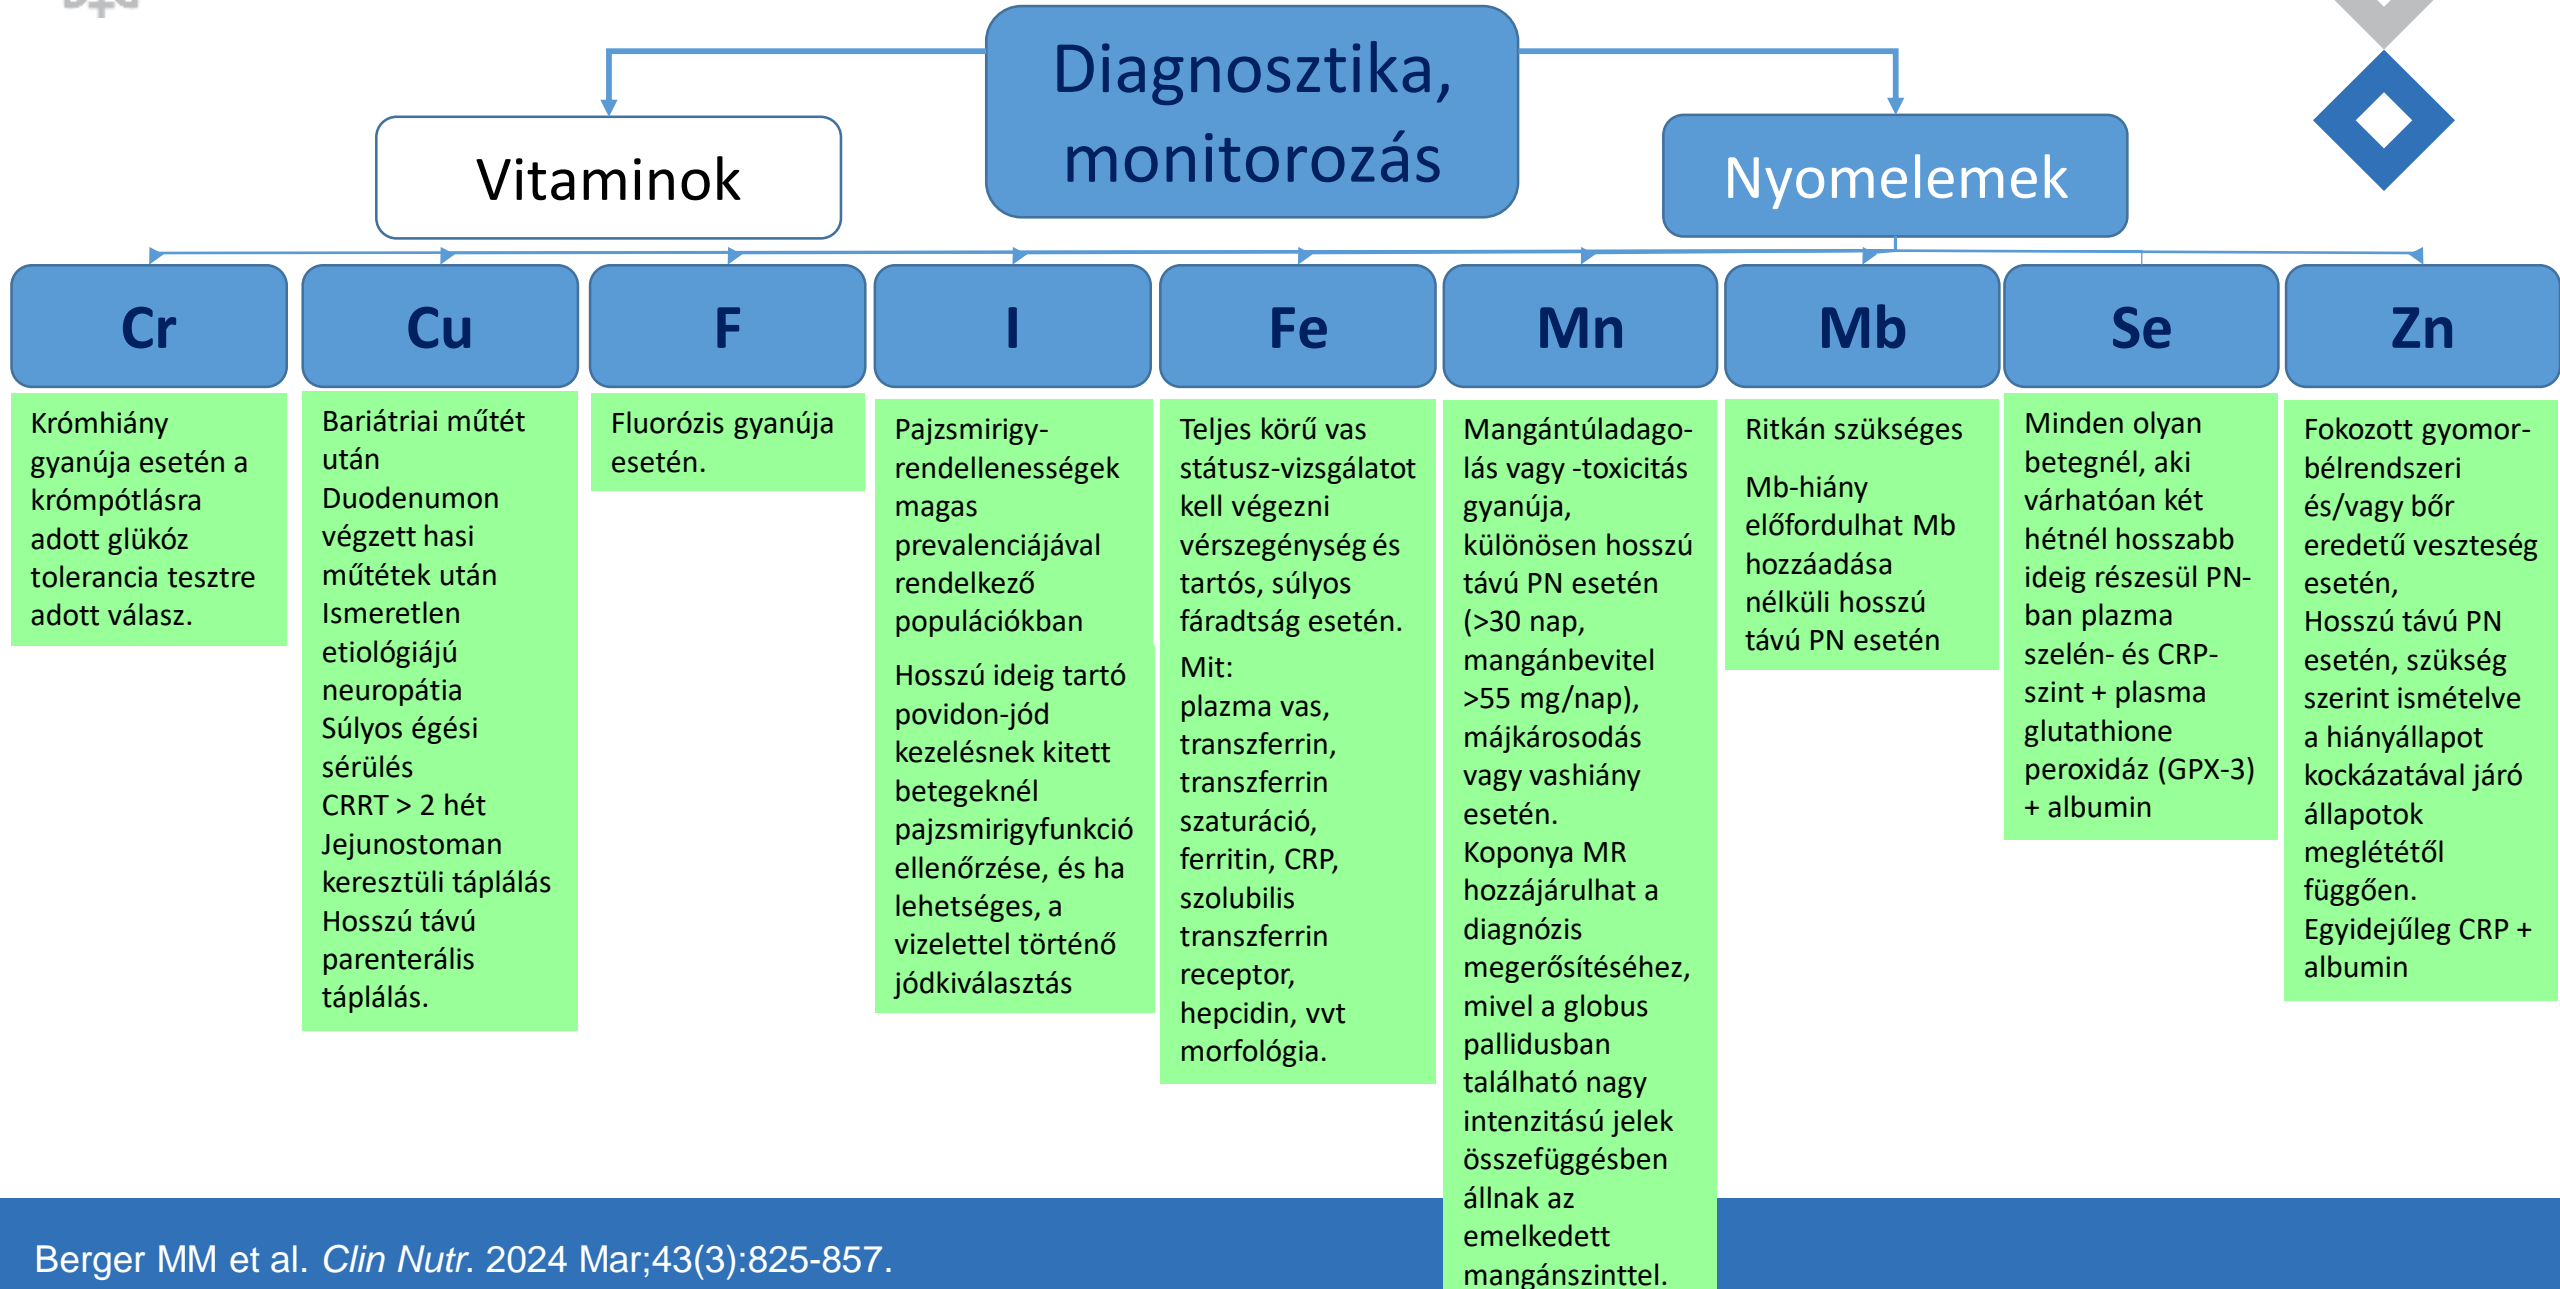 Diagnosztika,
monitorozás
Vitaminok
Nyomelemek
Cr
Krómhiány
gyanúja esetén a
krómpótlásra
adott glükóz
tolerancia tesztre
adott válasz.
Cu
Bariátriai műtét
után
Duodenumon
végzett hasi
műtétek után
Ismeretlen
etiológiájú
neuropátia
Súlyos égési
sérülés
CRRT > 2 hét
Jejunostoman
keresztüli táplálás
Hosszú távú
parenterális
táplálás.
F
Fluorózis gyanúja
esetén.
I
Pajzsmirigy-
rendellenességek
magas
prevalenciájával
rendelkező
populációkban
Hosszú ideig tartó
povidon-jód
kezelésnek kitett
betegeknél
pajzsmirigyfunkció
ellenőrzése, és ha
lehetséges, a
vizelettel történő
jódkiválasztás
Fe
Teljes körű vas
státusz-vizsgálatot
kell végezni
vérszegénység és
tartós, súlyos
fáradtság esetén.
Mit:
plazma vas,
transzferrin,
transzferrin
szaturáció,
ferritin, CRP,
szolubilis
transzferrin
receptor,
hepcidin, vvt
morfológia.
Mn
Mangántúladago-
lás vagy -toxicitás
gyanúja,
különösen hosszú
távú PN esetén
(>30 nap,
mangánbevitel
>55 mg/nap),
májkárosodás
vagy vashiány
esetén.
Koponya MR
hozzájárulhat a
diagnózis
megerősítéséhez,
mivel a globus
pallidusban
található nagy
intenzitású jelek
összefüggésben
állnak az
emelkedett
mangánszinttel.
Mb
Ritkán szükséges
Mb-hiány
előfordulhat Mb
hozzáadása
nélküli hosszú
távú PN esetén
Se
Minden olyan
betegnél, aki
várhatóan két
hétnél hosszabb
ideig részesül PN-
ban plazma
szelén- és CRP-
szint + plasma
glutathione
peroxidáz (GPX-3)
+ albumin
Zn
Fokozott gyomor-
bélrendszeri
és/vagy bőr
eredetű veszteség
esetén,
Hosszú távú PN
esetén, szükség
szerint ismételve
a hiányállapot
kockázatával járó
állapotok
meglététől
függően.
Egyidejűleg CRP +
albumin
Berger MM et al. Clin Nutr. 2024 Mar;43(3):825-857.